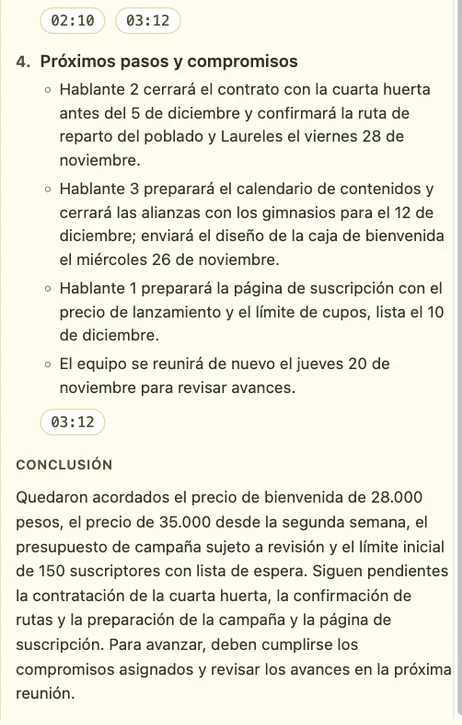 02:10 03:12
4. Próximos pasos y compromisos
Hablante 2 cerrará el contrato con la cuarta huerta
antes del 5 de diciembre y confirmará la ruta de
reparto del poblado y Laureles el viernes 28 de
noviembre.
Hablante 3 preparará el calendario de contenidos y
cerrará las alianzas con los gimnasios para el 12 de
diciembre; enviará el diseño de la caja de bienvenida
el miércoles 26 de noviembre.
Hablante 1 preparará la página de suscripción con el
precio de lanzamiento y el límite de cupos, lista el 10
de diciembre.
El equipo se reunirá de nuevo el jueves 20 de
noviembre para revisar avances.
03:12
CONCLUSIÓN
Quedaron acordados el precio de bienvenida de 28.000
pesos, el precio de 35.000 desde la segunda semana, el
presupuesto de campaña sujeto a revisión y el límite inicial
de 150 suscriptores con lista de espera. Siguen pendientes
la contratación de la cuarta huerta, la confirmación de
rutas y la preparación de la campaña y la página de
suscripción. Para avanzar, deben cumplirse los
compromisos asignados y revisar los avances en la próxima
reunión.